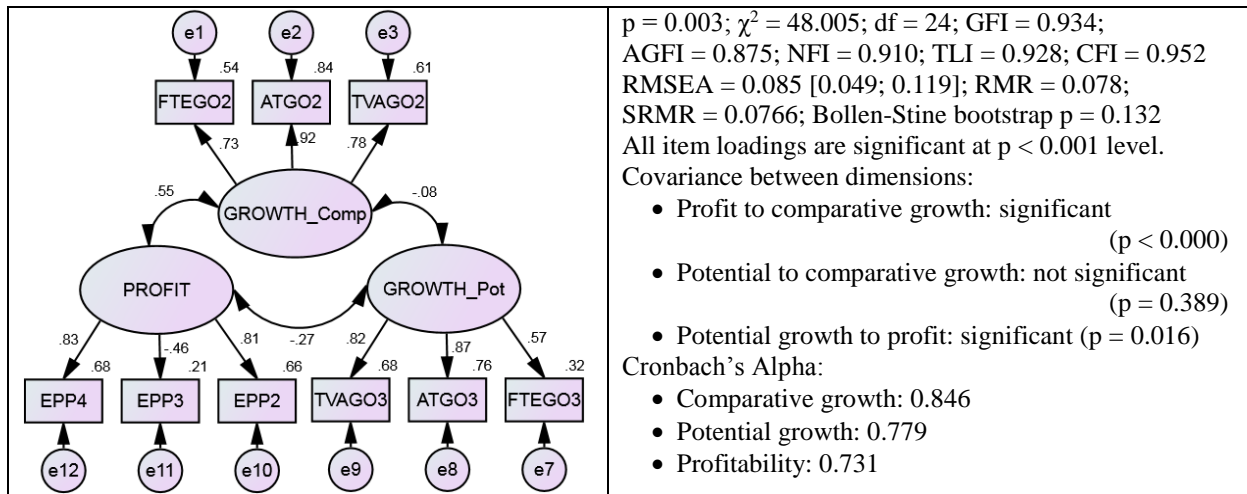 e1 e2 e3
.54 .84 .61
FTEGO2 ATGO2 TVAGO2
.73 .92 .78
.55 -.08
GROWTH_Comp
PROFIT GROWTH_Pot
.83 -.46 .81 -.27 .82 .87 .57
.68 .21 .66 .68 .76 .32
EPP4 EPP3 EPP2 TVAGO3 ATGO3 FTEGO3
e12 e11 e10 e9 e8 e7
p = 0.003; χ² = 48.005; df = 24; GFI = 0.934;
AGFI = 0.875; NFI = 0.910; TLI = 0.928; CFI = 0.952
RMSEA = 0.085 [0.049; 0.119]; RMR = 0.078;
SRMR = 0.0766; Bollen-Stine bootstrap p = 0.132
All item loadings are significant at p < 0.001 level.
Covariance between dimensions:
• Profit to comparative growth: significant
(p < 0.000)
• Potential to comparative growth: not significant
(p = 0.389)
• Potential growth to profit: significant (p = 0.016)
Cronbach’s Alpha:
• Comparative growth: 0.846
• Potential growth: 0.779
• Profitability: 0.731